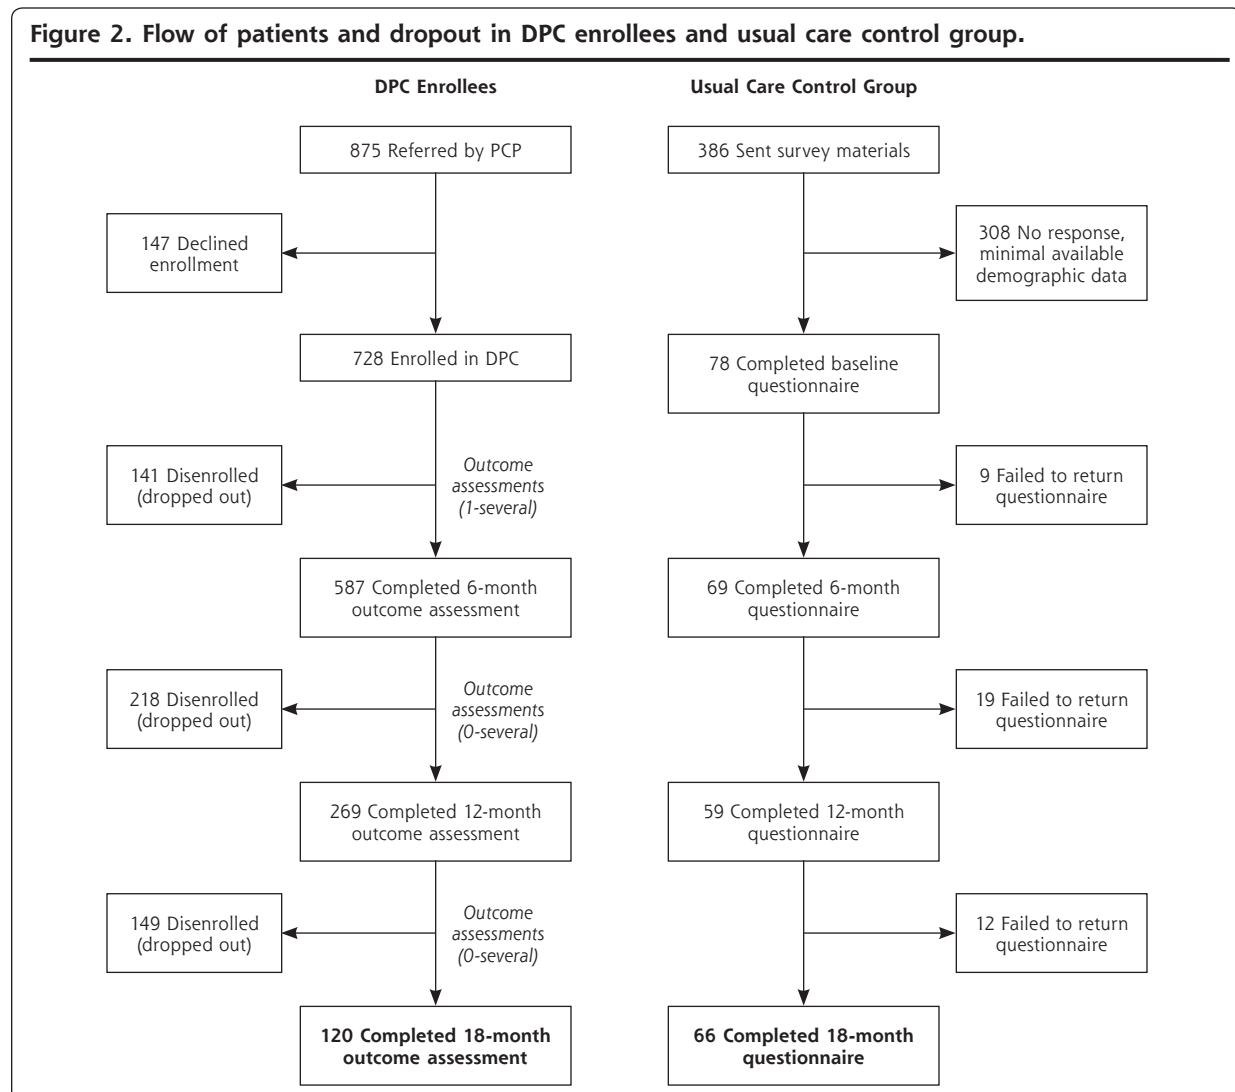 Figure 2. Flow of patients and dropout in DPC enrollees and usual care control group.
DPC Enrollees
Usual Care Control Group
875 Referred by PCP
386 Sent survey materials
147 Declined
enrollment
308 No response,
minimal available
demographic data
728 Enrolled in DPC
78 Completed baseline
questionnaire
141 Disenrolled
(dropped out)
Outcome
assessments
(1-several)
9 Failed to return
questionnaire
587 Completed 6-month
outcome assessment
69 Completed 6-month
questionnaire
218 Disenrolled
(dropped out)
Outcome
assessments
(0-several)
19 Failed to return
questionnaire
269 Completed 12-month
outcome assessment
59 Completed 12-month
questionnaire
149 Disenrolled
(dropped out)
Outcome
assessments
(0-several)
12 Failed to return
questionnaire
120 Completed 18-month
outcome assessment
66 Completed 18-month
questionnaire